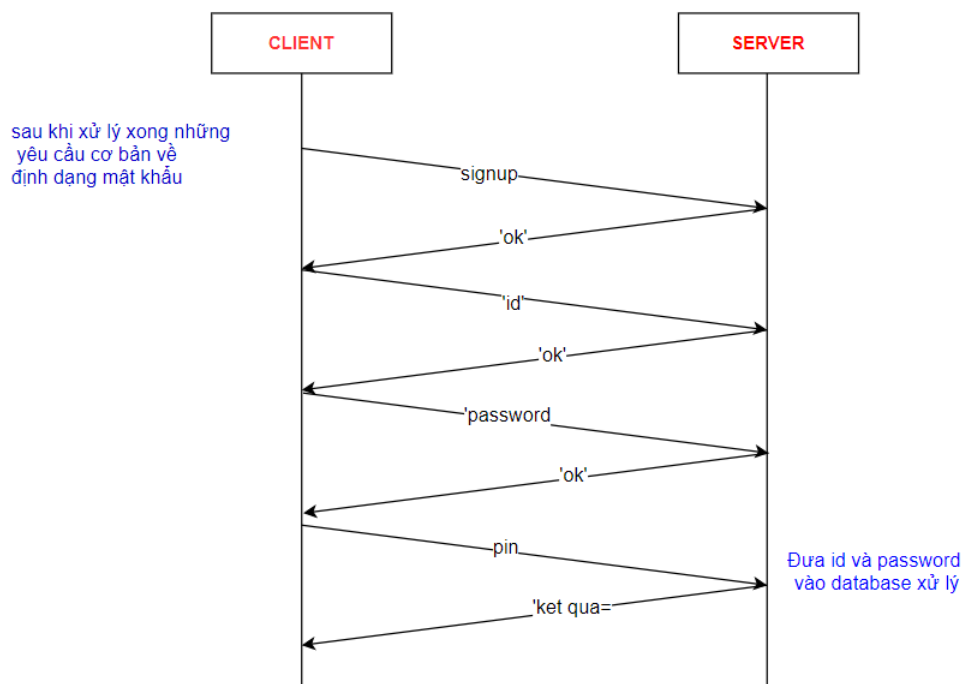 CLIENT
SERVER
sau khi xử lý xong những
yêu cầu cơ bản về
định dạng mật khẩu
signup
'ok'
'id'
'ok'
'password
'ok'
pin
Đưa id và password
vào database xử lý
'ket qua=